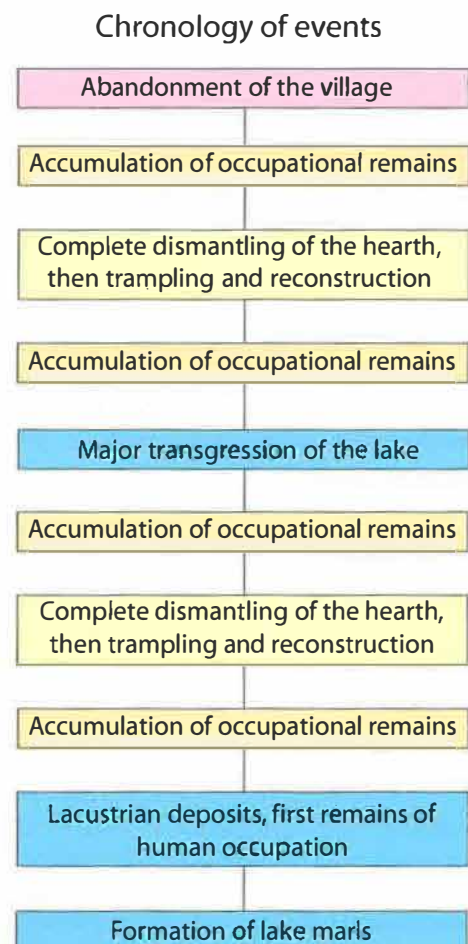 Chronology of events
Abandonment of the village
Accumulation of occupational remains
Complete dismantling of the hearth,
then trampling and reconstruction
Accumulation of occupational remains
Major transgression of the lake
Accumulation of occupational remains
Complete dismantling of the hearth,
then trampling and reconstruction
Accumulation of occupational remains
Lacustrian deposits, first remains of
human occupation
Formation of lake marls